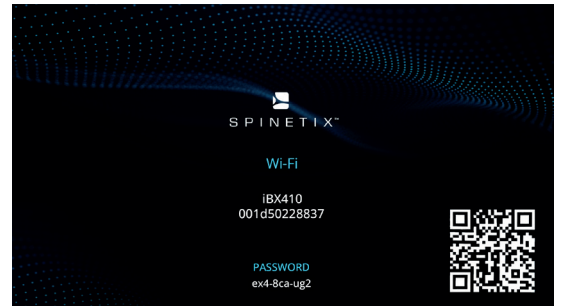 SPINETIX™
Wi-Fi
iBX410
001d50228837
PASSWORD
ex4-8ca-ug2